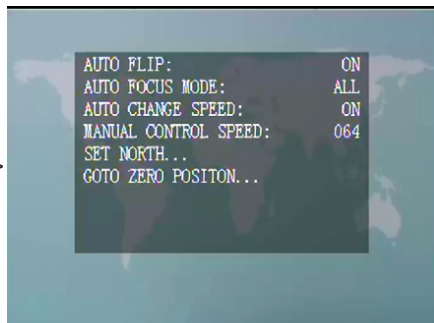 AUTO FLIP: ON
AUTO FOCUS MODE: ALL
AUTO CHANGE SPEED: ON
MANUAL CONTROL SPEED: 064
SET NORTH...
GOTO ZERO POSITON...